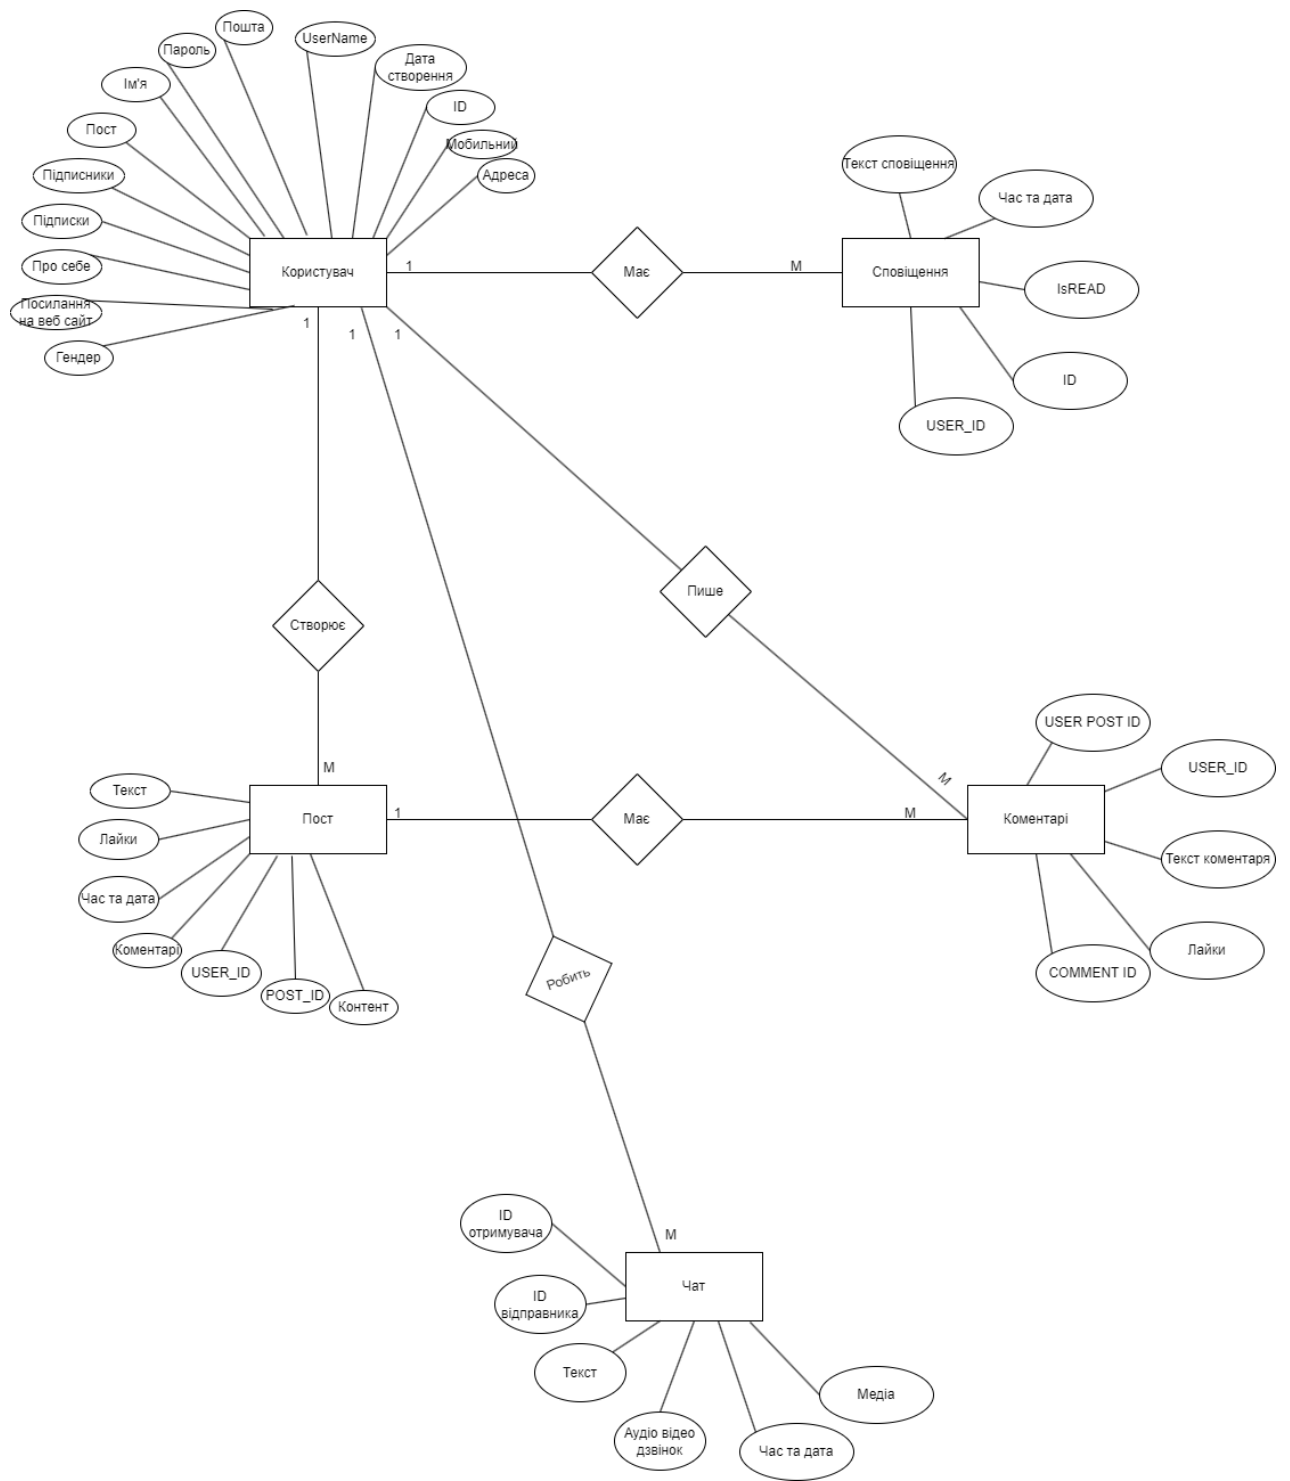 Пошта
UserName
Пароль
Дата
створення
Ім'я
ID
Пост
Мобильний
Підписники
Адреса
Текст сповіщення
Час та дата
Підписки
Про себе
Користувач
1
Має
М
Сповіщення
IsREAD
Посилання
на веб сайт
1
1
1
Гендер
ID
USER_ID
Пише
Створює
USER POST ID
М
М
USER_ID
Текст
Пост
1
Має
М
Коментарі
Лайки
Текст коментаря
Час та дата
Коментарі
USER_ID
POST_ID
Контент
Робить
Лайки
COMMENT ID
ID
отримувача
М
Чат
ID
відправника
Текст
Медіа
Аудіо відео
дзвінок
Час та дата